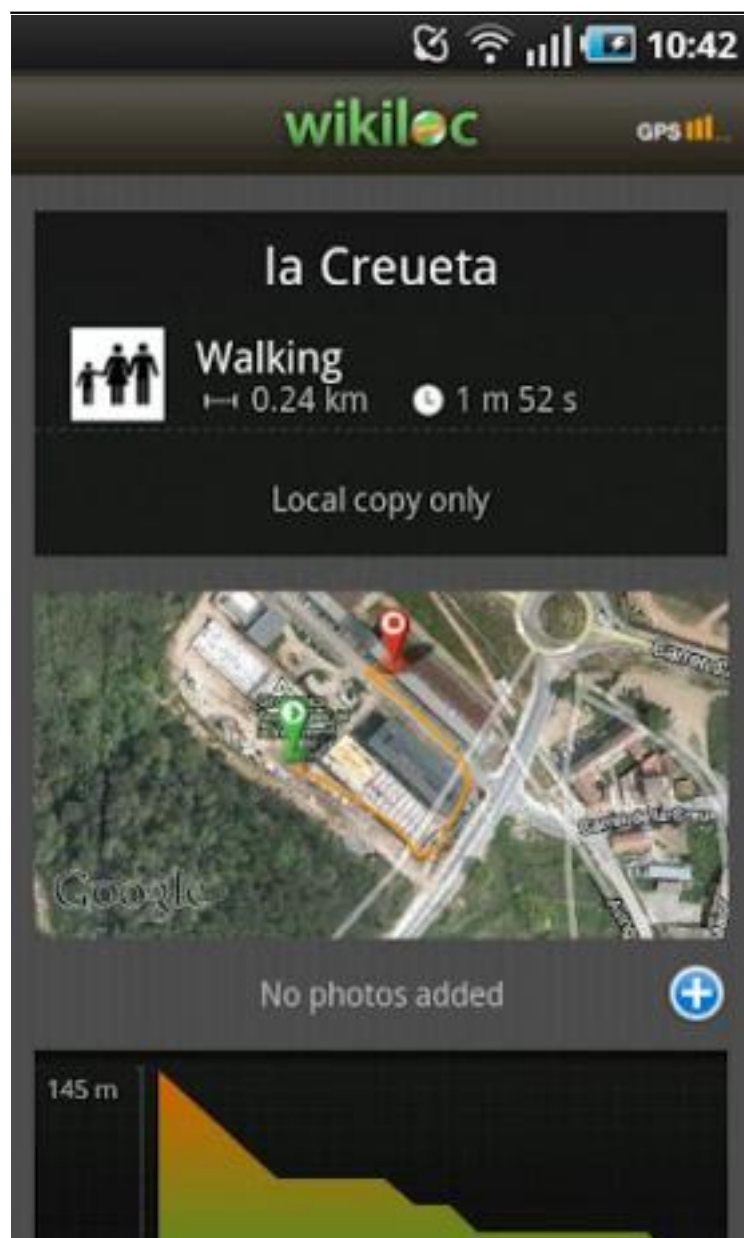 10:42
wikiloc
GPS
la Creueta
Walking
0.24 km 1 m 52 s
Local copy only
Google
No photos added
145 m